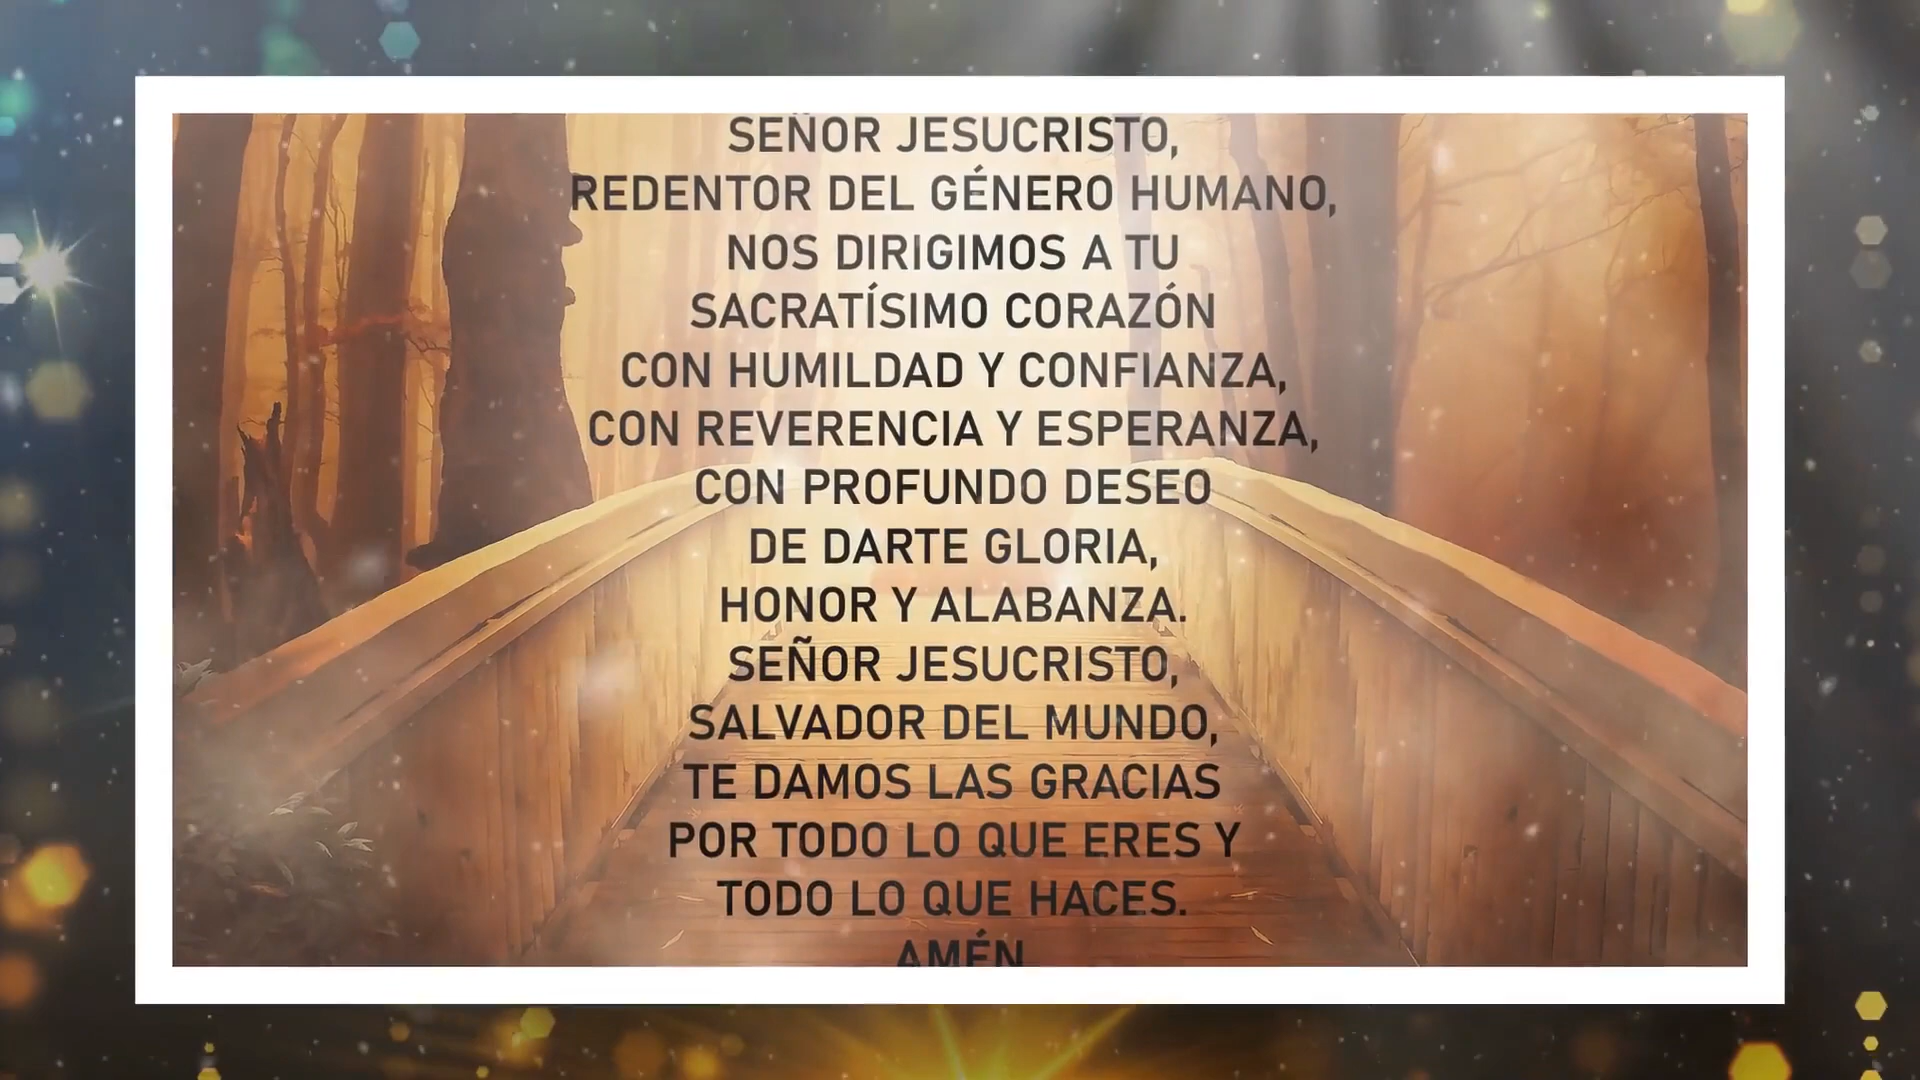 SEÑOR JESUCRISTO,
REDENTOR DEL GÉNERO HUMANO,
NOS DIRIGIMOS A TU
SACRATÍSIMO CORAZÓN
CON HUMILDAD Y CONFIANZA,
CON REVERENCIA Y ESPERANZA,
CON PROFUNDO DESEO
DE DARTE GLORIA,
HONOR Y ALABANZA.
SEÑOR JESUCRISTO,
SALVADOR DEL MUNDO,
TE DAMOS LAS GRACIAS
POR TODO LO QUE ERES Y
TODO LO QUE HACES.
AMÉN